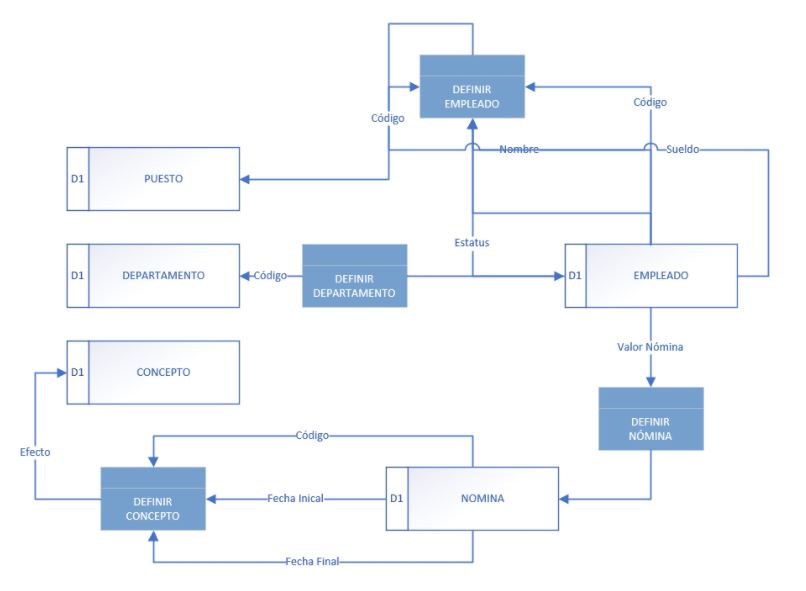 DEFINIR
EMPLEADO
Código
Código
Nombre
Sueldo
D1
PUESTO
Estatus
D1
DEPARTAMENTO
Código
DEFINIR
DEPARTAMENTO
D1
EMPLEADO
Valor Nómina
D1
CONCEPTO
DEFINIR
NÓMINA
Código
Efecto
DEFINIR
CONCEPTO
Fecha Inical
D1
NOMINA
Fecha Final